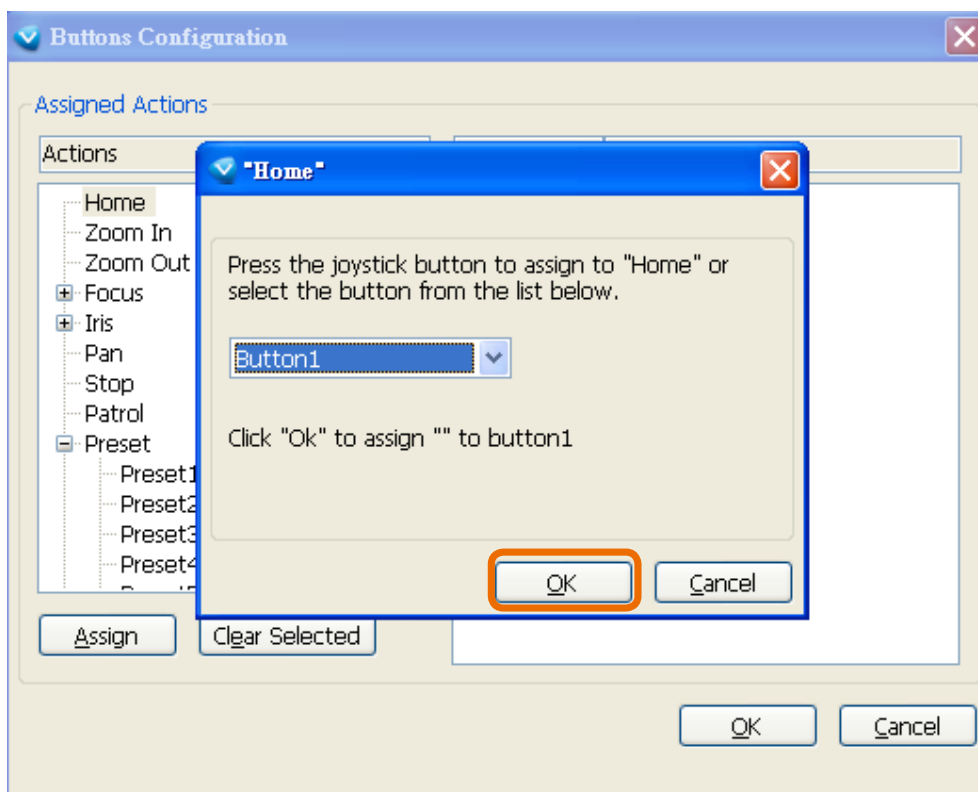 Buttons Configuration
Assigned Actions
Actions
Home
Zoom In
Zoom Out
Focus
Iris
Pan
Stop
Patrol
Preset
Preset1
Preset2
Preset3
Preset4
Assign
Clear Selected
"Home"
Press the joystick button to assign to "Home" or
select the button from the list below.
Button1
Click "Ok" to assign "" to button1
OK
Cancel
OK
Cancel